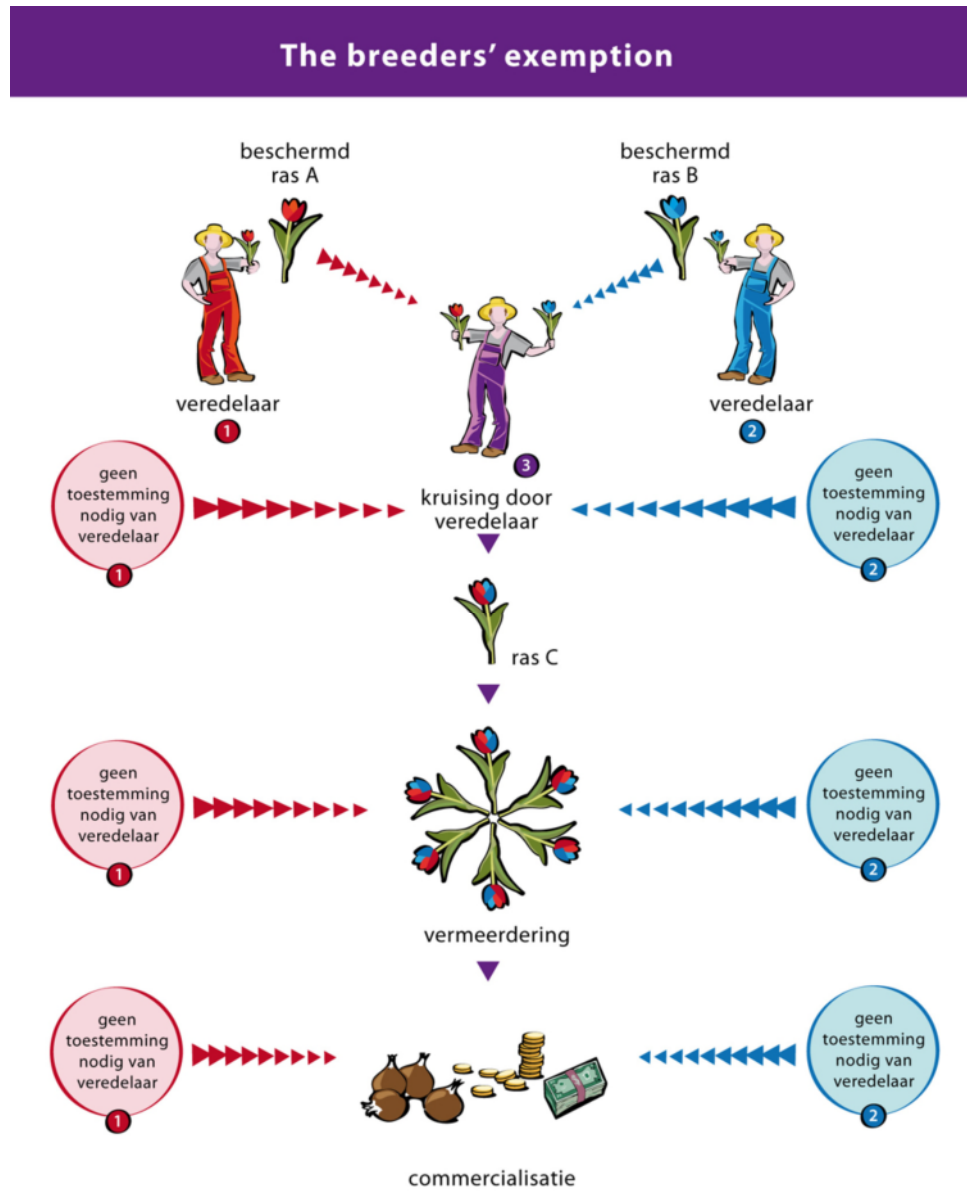 The breeders' exemption
beschermd
ras A
beschermd
ras B
veredelaar
1
veredelaar
2
3
geen
toestemming
nodig van
veredelaar
1
kruising door
veredelaar
geen
toestemming
nodig van
veredelaar
2
ras C
geen
toestemming
nodig van
veredelaar
1
geen
toestemming
nodig van
veredelaar
2
vermeerdering
geen
toestemming
nodig van
veredelaar
1
geen
toestemming
nodig van
veredelaar
2
commercialisatie